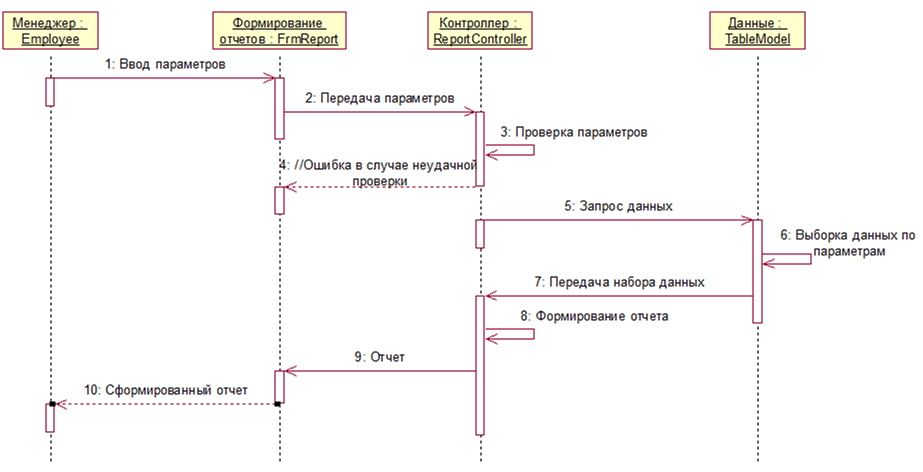 Менеджер :
Employee
Формирование
отчетов : FrmReport
Контроллер :
ReportController
Данные :
TableModel
1: Ввод параметров
2: Передача параметров
3: Проверка параметров
4: //Ошибка в случае неудачной
проверки
5: Запрос данных
6: Выборка данных по
параметрам
7: Передача набора данных
8: Формирование отчета
9: Отчет
10: Сформированный отчет